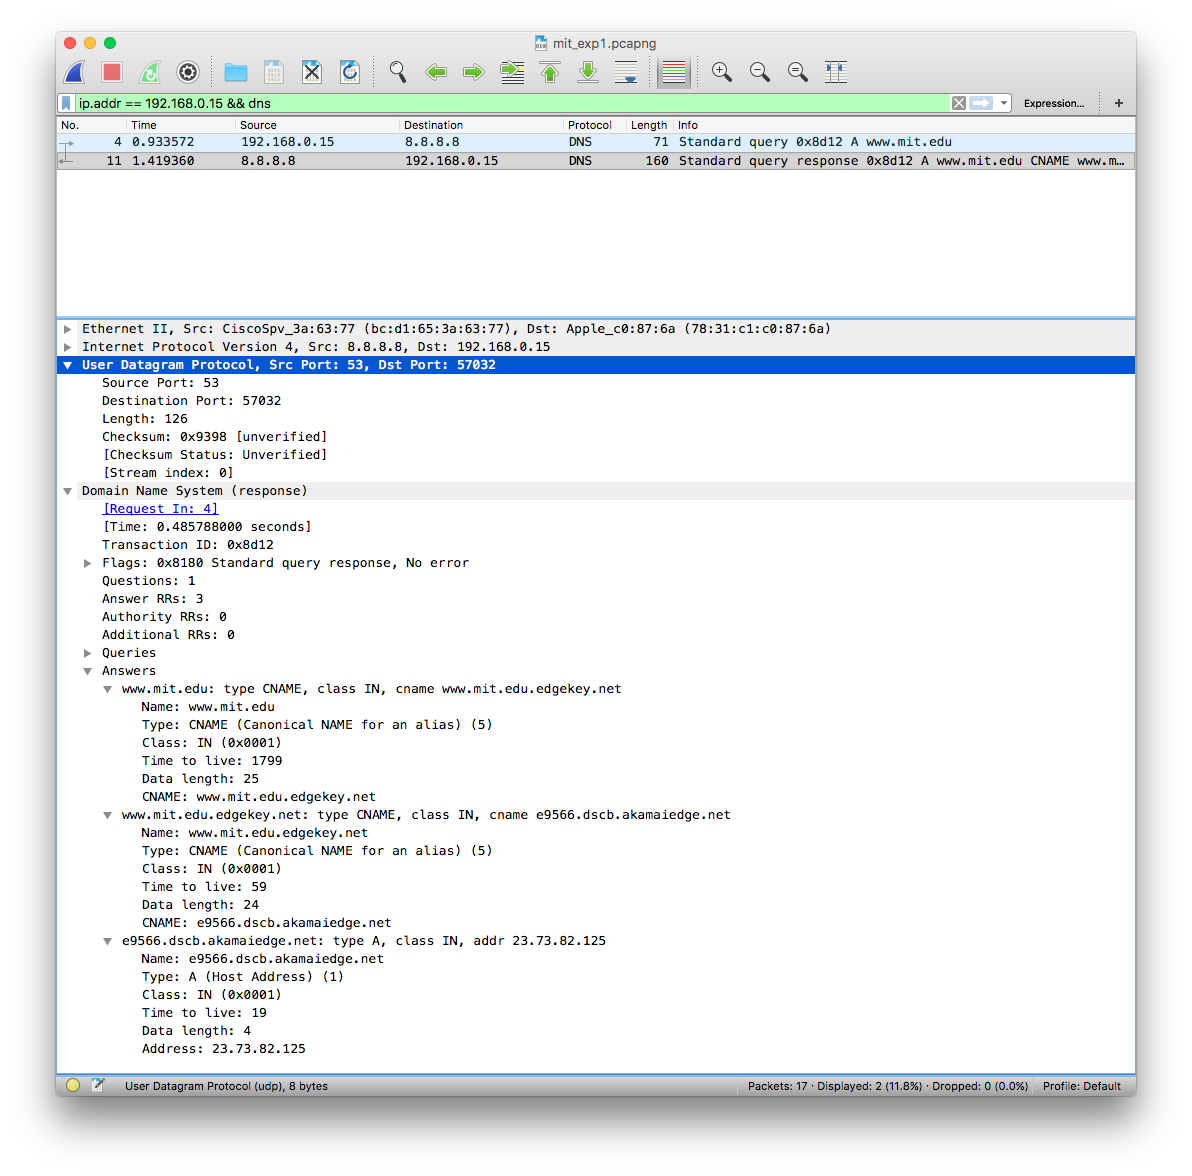 mit_exp1.pcapng
ip.addr == 192.168.0.15 && dns
Expression...
+
No. Time Source Destination Protocol Length Info
4 0.933572 192.168.0.15 8.8.8.8 DNS 71 Standard query 0x8d12 A www.mit.edu
11 1.419360 8.8.8.8 192.168.0.15 DNS 160 Standard query response 0x8d12 A www.mit.edu CNAME www.m…
Ethernet II, Src: CiscoSpv_3a:63:77 (bc:d1:65:3a:63:77), Dst: Apple_c0:87:6a (78:31:c1:c0:87:6a)
Internet Protocol Version 4, Src: 8.8.8.8, Dst: 192.168.0.15
User Datagram Protocol, Src Port: 53, Dst Port: 57032
Source Port: 53
Destination Port: 57032
Length: 126
Checksum: 0x9398 [unverified]
[Checksum Status: Unverified]
[Stream index: 0]
Domain Name System (response)
[Request In: 4]
[Time: 0.485788000 seconds]
Transaction ID: 0x8d12
Flags: 0x8180 Standard query response, No error
Questions: 1
Answer RRs: 3
Authority RRs: 0
Additional RRs: 0
Queries
Answers
www.mit.edu: type CNAME, class IN, cname www.mit.edu.edgekey.net
Name: www.mit.edu
Type: CNAME (Canonical NAME for an alias) (5)
Class: IN (0x0001)
Time to live: 1799
Data length: 25
CNAME: www.mit.edu.edgekey.net
www.mit.edu.edgekey.net: type CNAME, class IN, cname e9566.dscb.akamaiedge.net
Name: www.mit.edu.edgekey.net
Type: CNAME (Canonical NAME for an alias) (5)
Class: IN (0x0001)
Time to live: 59
Data length: 24
CNAME: e9566.dscb.akamaiedge.net
e9566.dscb.akamaiedge.net: type A, class IN, addr 23.73.82.125
Name: e9566.dscb.akamaiedge.net
Type: A (Host Address) (1)
Class: IN (0x0001)
Time to live: 19
Data length: 4
Address: 23.73.82.125
User Datagram Protocol (udp), 8 bytes
Packets: 17 · Displayed: 2 (11.8%) · Dropped: 0 (0.0%)
Profile: Default